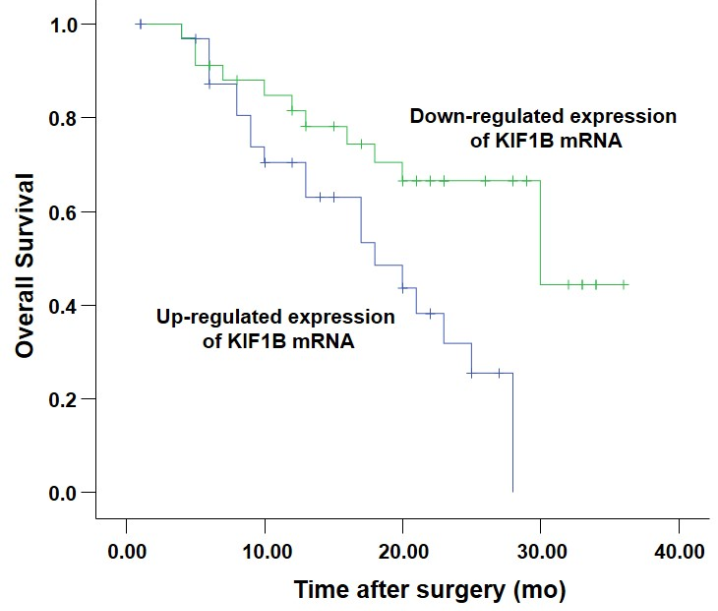 1.0
0.8
0.6
0.4
0.2
0.0
Overall Survival
Down-regulated expression
of KIF1B mRNA
Up-regulated expression
of KIF1B mRNA
0.00 10.00 20.00 30.00 40.00
Time after surgery (mo)